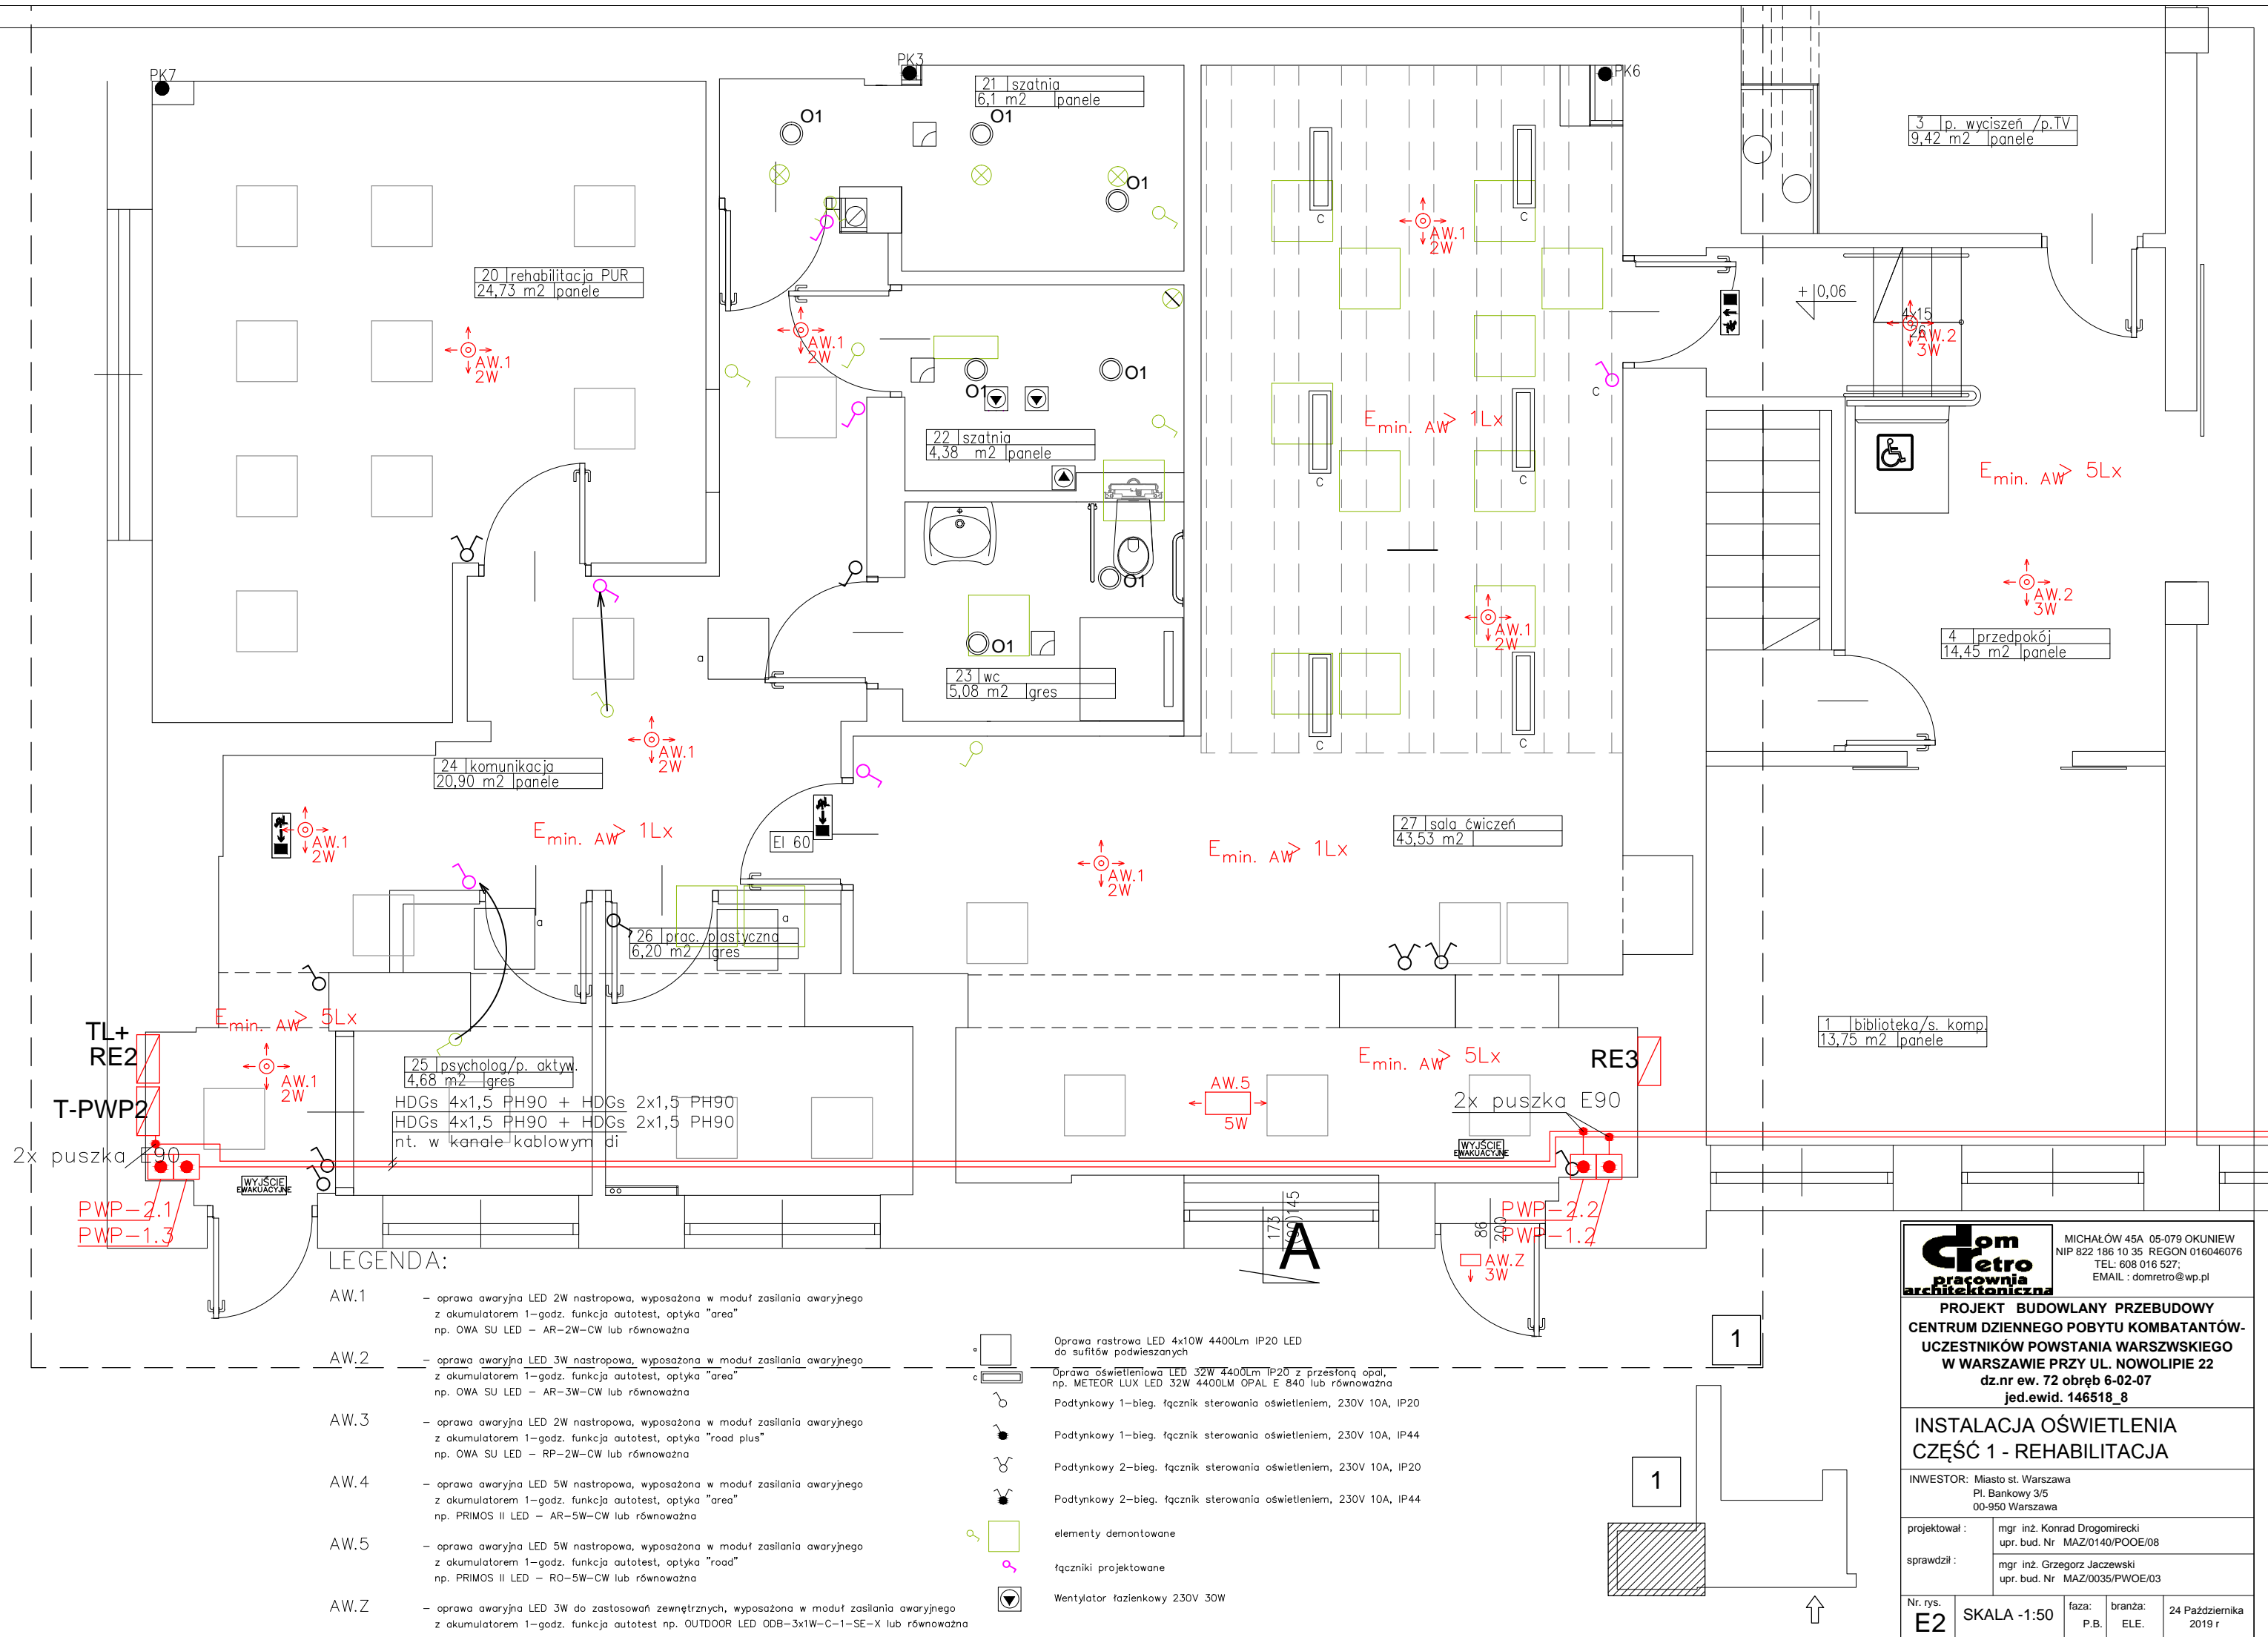 PK7
PK3
PK6
O1
O1
O1
21 szatnia
6,1 m2 panele
3 p. wyciszeń /p.TV
9,42 m2 panele
20 rehabilitacja PUR
24,73 m2 panele
C
C
AW.1
2W
AW.1
2W
AW.1
2W
+0,06
4x15
26
AW.2
3W
O1
O1
C
22 szatnia
4,38 m2 panele
Emin. AW > 1Lx
C
C
Emin. AW > 5Lx
O1
AW.2
3W
AW.1
2W
4 przedpokój
14,45 m2 panele
O1
a
23 wc
5,08 m2 gres
C
C
AW.1
2W
24 komunikacja
20,90 m2 panele
AW.1
2W
Emin. AW > 1Lx
EI 60
Emin. AW > 1Lx
27 sala ćwiczeń
43,53 m2
AW.1
2W
a
a
26 prac. plastyczna
6,20 m2 gres
Emin. AW > 5Lx
TL+
RE2
T-PWP2
AW.1
2W
25 psycholog/p. aktyw.
4,68 m2 gres
HDGs 4x1,5 PH90 + HDGs 2x1,5 PH90
HDGs 4x1,5 PH90 + HDGs 2x1,5 PH90
nt. w kanale kablowym di
AW.5
5W
Emin. AW > 5Lx
RE3
1 biblioteka/s. komp.
13,75 m2 panele
2x puszka E90
2x puszka E90
WYJŚCIE
EWAKUACYJNE
WYJŚCIE
EWAKUACYJNE
PWP-2.1
PWP-1.3
PWP-2.2
PWP-1.2
173
(90)145
86
200
A
AW.Z
3W
LEGENDA:
AW.1 – oprawa awaryjna LED 2W nastropowa, wyposażona w moduł zasilania awaryjnego
z akumulatorem 1-godz. funkcja autotest, optyka "area"
np. OWA SU LED – AR-2W-CW lub równoważna
AW.2 – oprawa awaryjna LED 3W nastropowa, wyposażona w moduł zasilania awaryjnego
z akumulatorem 1-godz. funkcja autotest, optyka "area"
np. OWA SU LED – AR-3W-CW lub równoważna
AW.3 – oprawa awaryjna LED 2W nastropowa, wyposażona w moduł zasilania awaryjnego
z akumulatorem 1-godz. funkcja autotest, optyka "road plus"
np. OWA SU LED – RP-2W-CW lub równoważna
AW.4 – oprawa awaryjna LED 5W nastropowa, wyposażona w moduł zasilania awaryjnego
z akumulatorem 1-godz. funkcja autotest, optyka "area"
np. PRIMOS II LED – AR-5W-CW lub równoważna
AW.5 – oprawa awaryjna LED 5W nastropowa, wyposażona w moduł zasilania awaryjnego
z akumulatorem 1-godz. funkcja autotest, optyka "road"
np. PRIMOS II LED – RO-5W-CW lub równoważna
AW.Z – oprawa awaryjna LED 3W do zastosowań zewnętrznych, wyposażona w moduł zasilania awaryjnego
z akumulatorem 1-godz. funkcja autotest np. OUTDOOR LED ODB-3x1W-C-1-SE-X lub równoważna
Oprawa rastrowa LED 4x10W 4400Lm IP20 LED
do sufitów podwieszanych
c
Oprawa oświetleniowa LED 32W 4400Lm IP20 z przesłoną opal,
np. METEOR LUX LED 32W 4400LM OPAL E 840 lub równoważna
Podtynkowy 1-bieg. łącznik sterowania oświetleniem, 230V 10A, IP20
Podtynkowy 1-bieg. łącznik sterowania oświetleniem, 230V 10A, IP44
Podtynkowy 2-bieg. łącznik sterowania oświetleniem, 230V 10A, IP20
Podtynkowy 2-bieg. łącznik sterowania oświetleniem, 230V 10A, IP44
elementy demontowane
łączniki projektowane
Wentylator łazienkowy 230V 30W
1
1
dom
retro
pracownia
architektoniczna
MICHAŁÓW 45A 05-079 OKUNIEW
NIP 822 186 10 35 REGON 016046076
TEL: 608 016 527;
EMAIL : domretro@wp.pl
PROJEKT BUDOWLANY PRZEBUDOWY
CENTRUM DZIENNEGO POBYTU KOMBATANTÓW-
UCZESTNIKÓW POWSTANIA WARSZWSKIEGO
W WARSZAWIE PRZY UL. NOWOLIPIE 22
dz.nr ew. 72 obręb 6-02-07
jed.ewid. 146518_8
INSTALACJA OŚWIETLENIA
CZĘŚĆ 1 - REHABILITACJA
INWESTOR: Miasto st. Warszawa
Pl. Bankowy 3/5
00-950 Warszawa
projektował : mgr inż. Konrad Drogomirecki
upr. bud. Nr MAZ/0140/POOE/08
sprawdził : mgr inż. Grzegorz Jaczewski
upr. bud. Nr MAZ/0035/PWOE/03
Nr. rys.
E2
SKALA -1:50
faza:
P.B.
branża:
ELE.
24 Października
2019 r